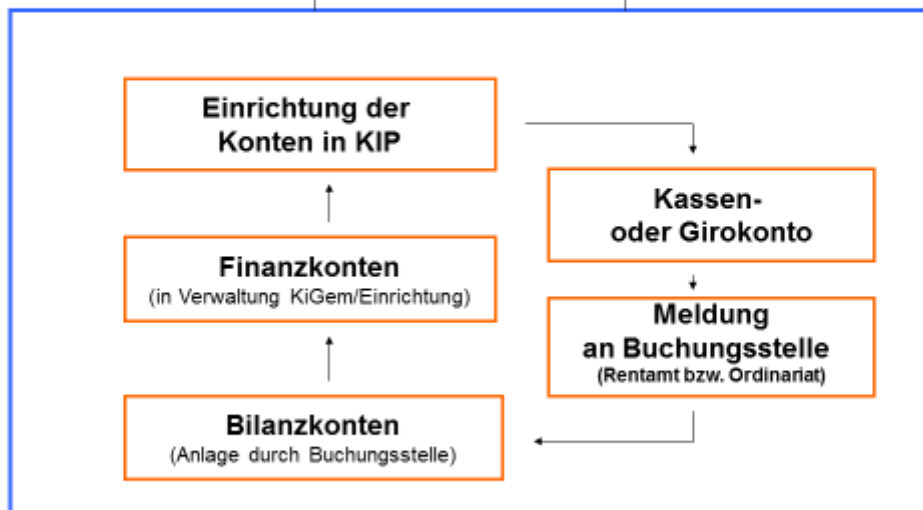 Einrichtung der
Konten in KIP
Kassen-
oder Girokonto
Finanzkonten
(in Verwaltung KiGem/Einrichtung)
Meldung
an Buchungsstelle
(Rentamt bzw. Ordinariat)
Bilanzkonten
(Anlage durch Buchungsstelle)